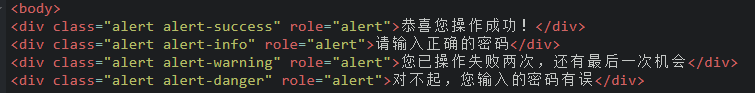 <body>
<div class="alert alert-success" role="alert">恭喜您操作成功！</div>
<div class="alert alert-info" role="alert">请输入正确的密码</div>
<div class="alert alert-warning" role="alert">您已操作失败两次，还有最后一次机会</div>
<div class="alert alert-danger" role="alert">对不起，您输入的密码有误</div>